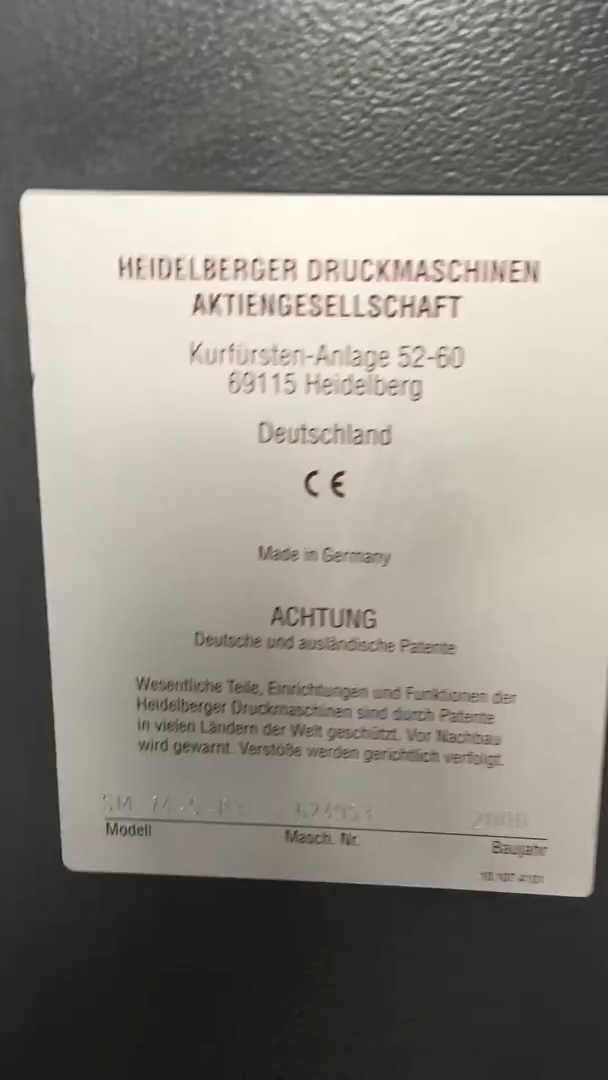 HEIDELBERGER DRUCKMASCHINEN
AKTIENGESELLSCHAFT
Kurfürsten-Anlage 52-60
69115 Heidelberg
Deutschland
CE
Made in Germany
ACHTUNG
Deutsche und ausländische Patente
Wesentliche Teile, Einrichtungen und Funktionen der
Heidelberger Druckmaschinen sind durch Patente
in vielen Ländern der Welt geschützt. Vor Nachbau
wird gewarnt. Verstöße werden gerichtlich verfolgt.
SM 2000
Modell Masch. Nr. Baujahr